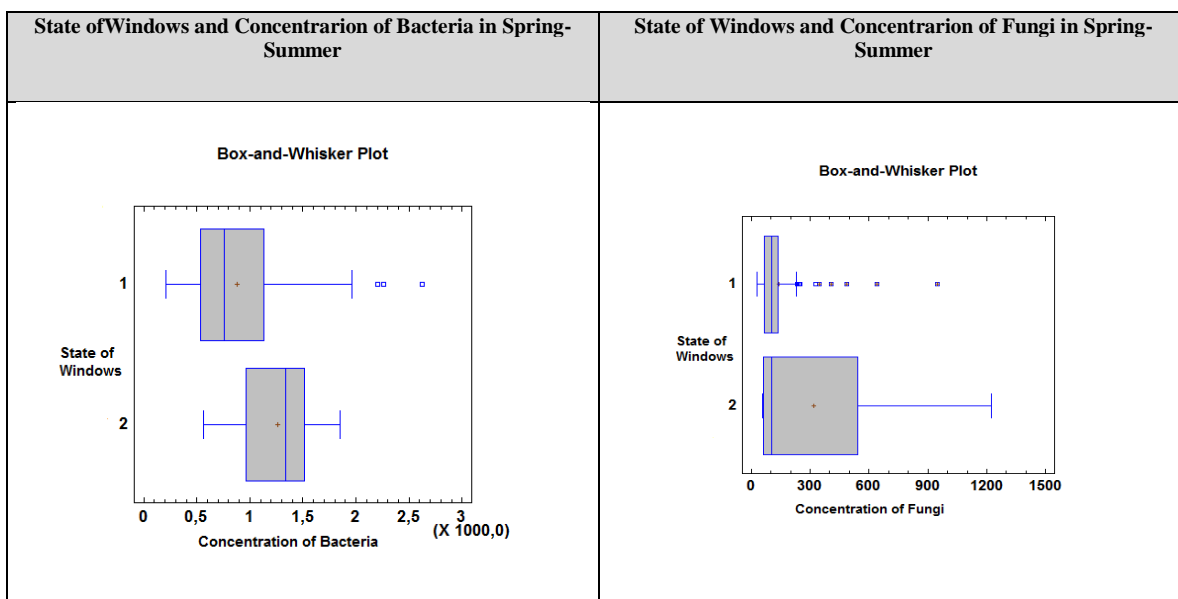 State ofWindows and Concentrarion of Bacteria in Spring-
Summer
State of Windows and Concentrarion of Fungi in Spring-
Summer
Box-and-Whisker Plot
1
State of
Windows
2
0 0,5 1 1,5 2 2,5 3
(X 1000,0)
Concentration of Bacteria
Box-and-Whisker Plot
1
State of
Windows
2
0 300 600 900 1200 1500
Concentration of Fungi